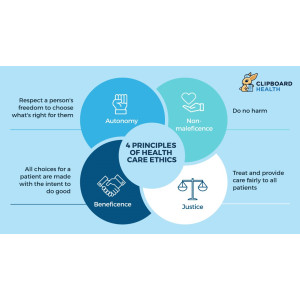 CLIPBOARD
HEALTH
Respect a person's
freedom to choose
what's right for them
Autonomy
Non-
maleficence
Do no harm
4 PRINCIPLES
OF HEALTH
CARE ETHICS
All choices for a
patient are made
with the intent to
do good
Beneficence
Justice
Treat and provide
care fairly to all
patients